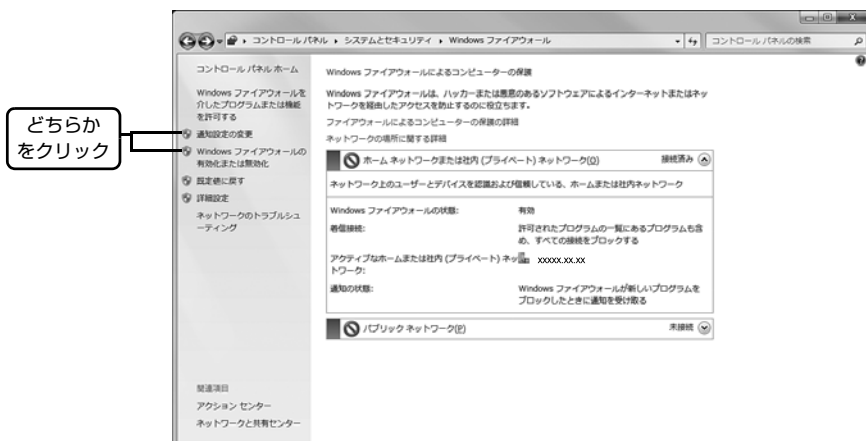 コントロール パネル ▸ システムとセキュリティ ▸ Windows ファイアウォール
コントロール パネルの検索
どちらか
をクリック
コントロール パネル ホーム
Windows ファイアウォールを
介したプログラムまたは機能
を許可する
通知設定の変更
Windows ファイアウォールの
有効化または無効化
既定値に戻す
詳細設定
ネットワークのトラブルシュ
ーティング
関連項目
アクション センター
ネットワークと共有センター
Windows ファイアウォールによるコンピューターの保護
Windows ファイアウォールは、ハッカーまたは悪意のあるソフトウェアによるインターネットまたはネッ
トワークを経由したアクセスを防止するのに役立ちます。
ファイアウォールによるコンピューターの保護の詳細
ネットワークの場所に関する詳細
ホーム ネットワークまたは社内 (プライベート) ネットワーク(O) 接続済み
ネットワーク上のユーザーとデバイスを認識および信頼している、ホームまたは社内ネットワーク
Windows ファイアウォールの状態: 有効
着信接続: 許可されたプログラムの一覧にあるプログラムも含
め、すべての接続をブロックする
アクティブなホームまたは社内 (プライベート) ネッ xxxxx.xx.xx
トワーク:
通知の状態: Windows ファイアウォールが新しいプログラムを
ブロックしたときに通知を受け取る
パブリック ネットワーク(P) 未接続